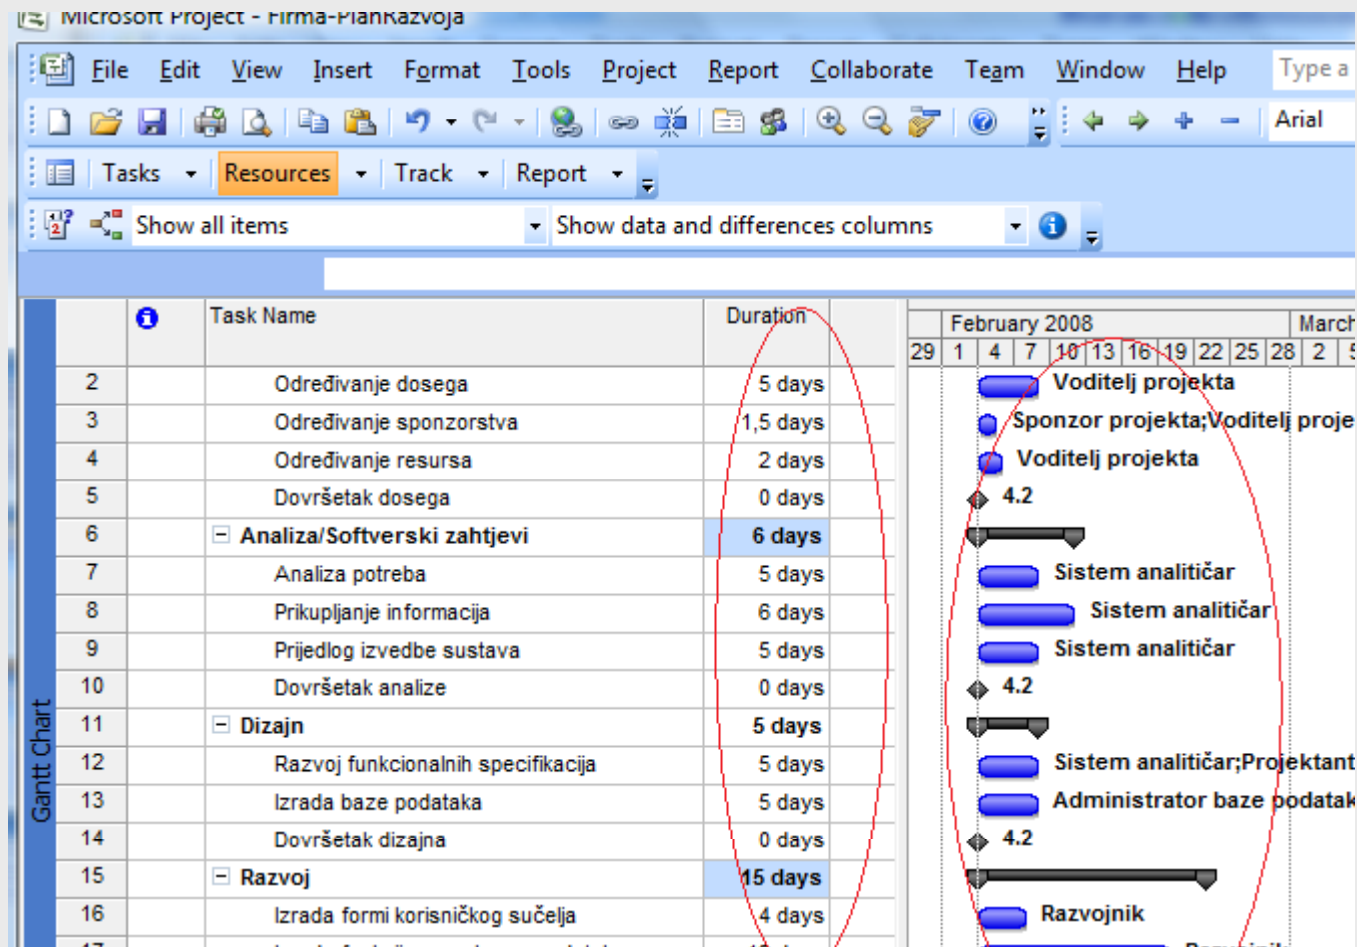 Microsoft Project - Firma-PlanRazvoja
File Edit View Insert Format Tools Project Report Collaborate Team Window Help Type a
Arial
Tasks Resources Track Report
Show all items Show data and differences columns
Task Name Duration February 2008 March
29 1 4 7 10 13 16 19 22 25 28 2 5
2 Određivanje dosega 5 days Voditelj projekta
3 Određivanje sponzorstva 1,5 days Sponzor projekta;Voditelj proje
4 Određivanje resursa 2 days Voditelj projekta
5 Dovršetak dosega 0 days 4.2
6 Analiza/Softverski zahtjevi 6 days
7 Analiza potreba 5 days Sistem analitičar
8 Prikupljanje informacija 6 days Sistem analitičar
9 Prijedlog izvedbe sustava 5 days Sistem analitičar
10 Dovršetak analize 0 days 4.2
11 Dizajn 5 days
12 Razvoj funkcionalnih specifikacija 5 days Sistem analitičar;Projektant
13 Izrada baze podataka 5 days Administrator baze podatak
14 Dovršetak dizajna 0 days 4.2
15 Razvoj 15 days
16 Izrada formi korisničkog sučelja 4 days Razvojnik
Gantt Chart